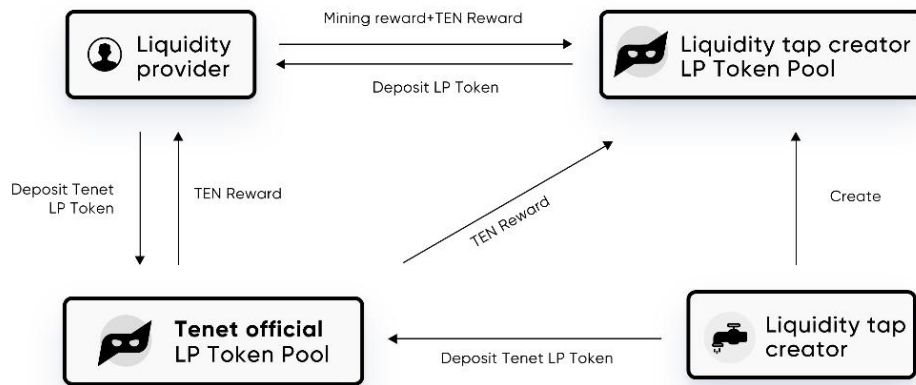 Mining reward+TEN Reward
Liquidity
provider
Liquidity tap creator
LP Token Pool
Deposit LP Token
Deposit Tenet
LP Token
TEN Reward
TEN Reward
Create
Tenet official
LP Token Pool
Deposit Tenet LP Token
Liquidity tap
creator